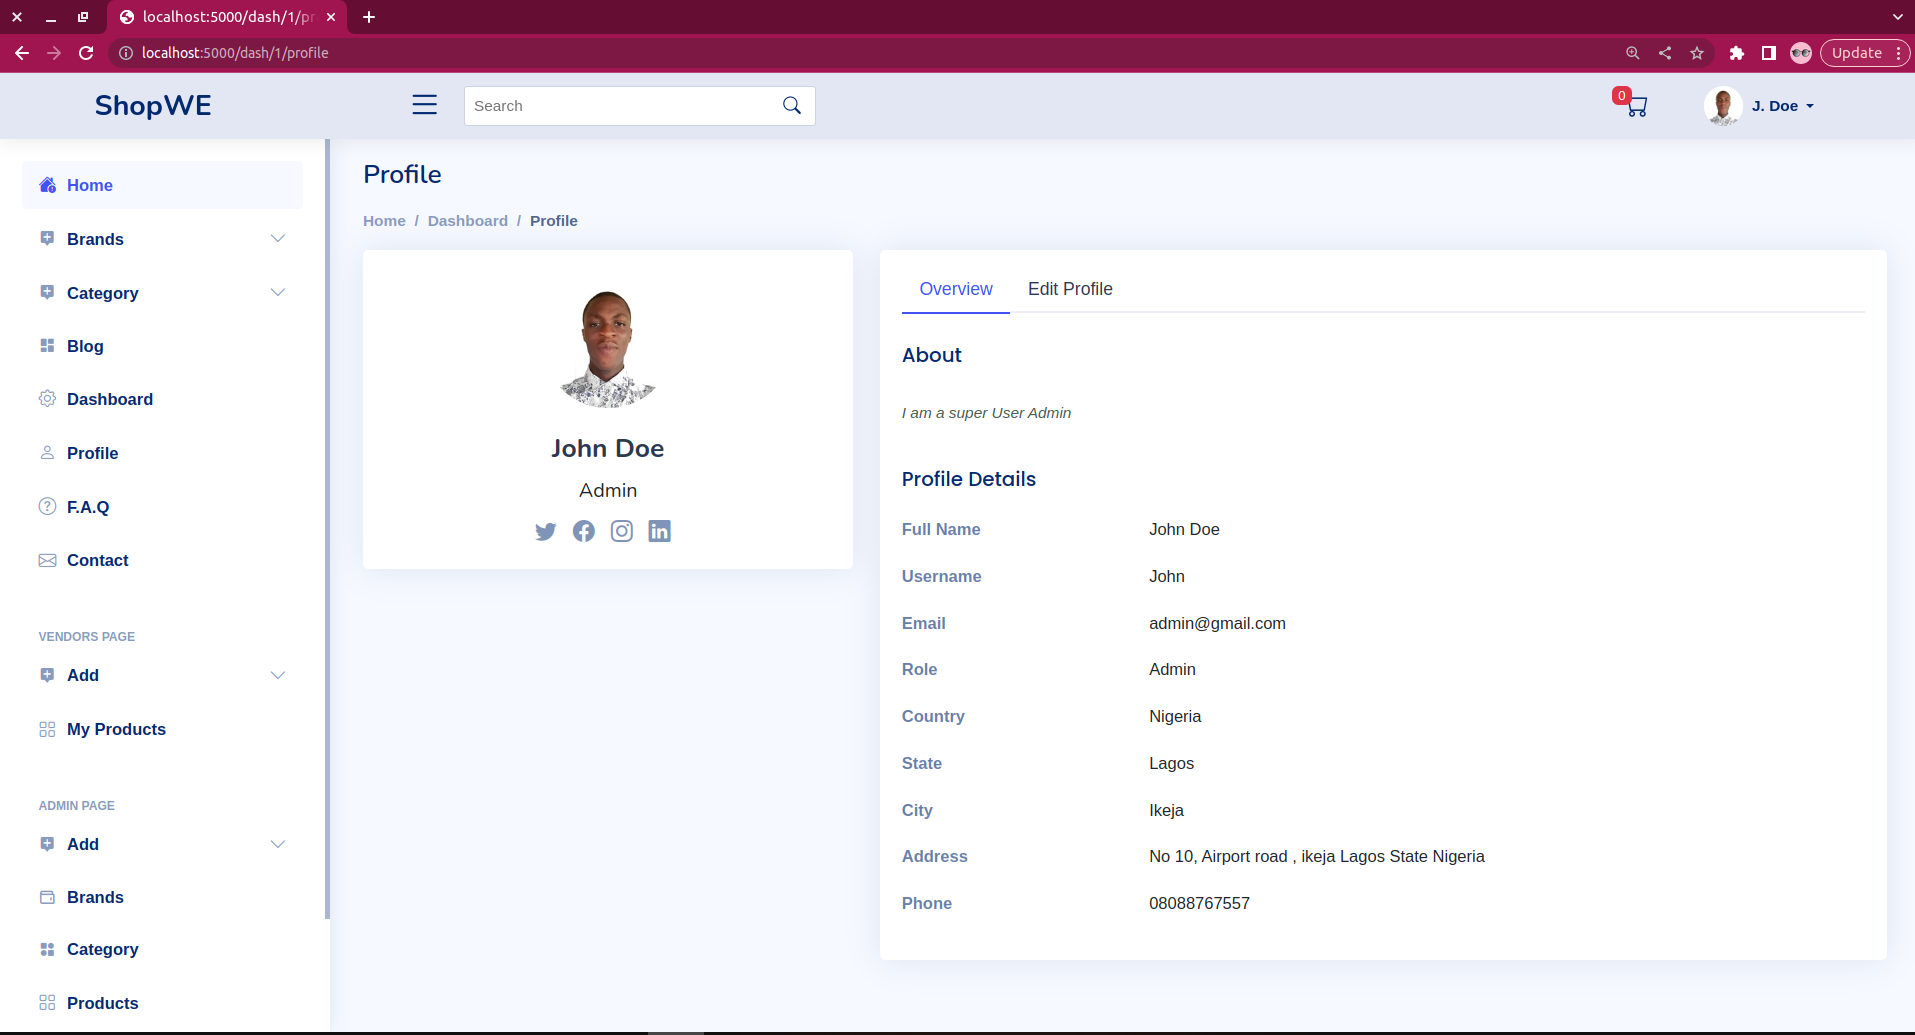 localhost:5000/dash/1/pr
localhost:5000/dash/1/profile
Update
ShopWE
Search
0
J. Doe
Home
Brands
Category
Blog
Dashboard
Profile
F.A.Q
Contact
VENDORS PAGE
Add
My Products
ADMIN PAGE
Add
Brands
Category
Products
Profile
Home / Dashboard / Profile
John Doe
Admin
Overview Edit Profile
About
I am a super User Admin
Profile Details
Full Name John Doe
Username John
Email admin@gmail.com
Role Admin
Country Nigeria
State Lagos
City Ikeja
Address No 10, Airport road , ikeja Lagos State Nigeria
Phone 08088767557